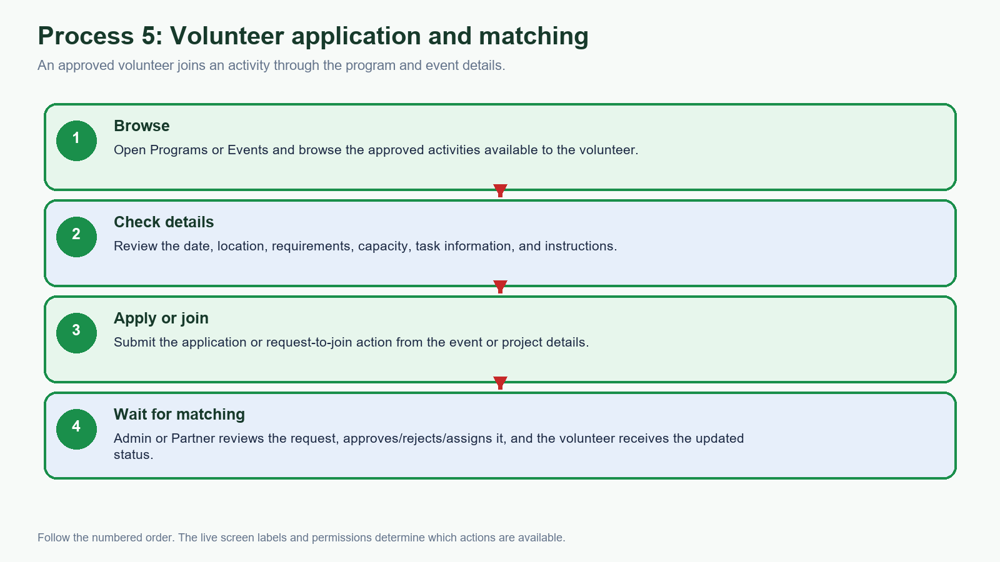 Process 5: Volunteer application and matching
An approved volunteer joins an activity through the program and event details.
1
Browse
Open Programs or Events and browse the approved activities available to the volunteer.
2
Check details
Review the date, location, requirements, capacity, task information, and instructions.
3
Apply or join
Submit the application or request-to-join action from the event or project details.
4
Wait for matching
Admin or Partner reviews the request, approves/rejects/assigns it, and the volunteer receives the updated
status.
Follow the numbered order. The live screen labels and permissions determine which actions are available.